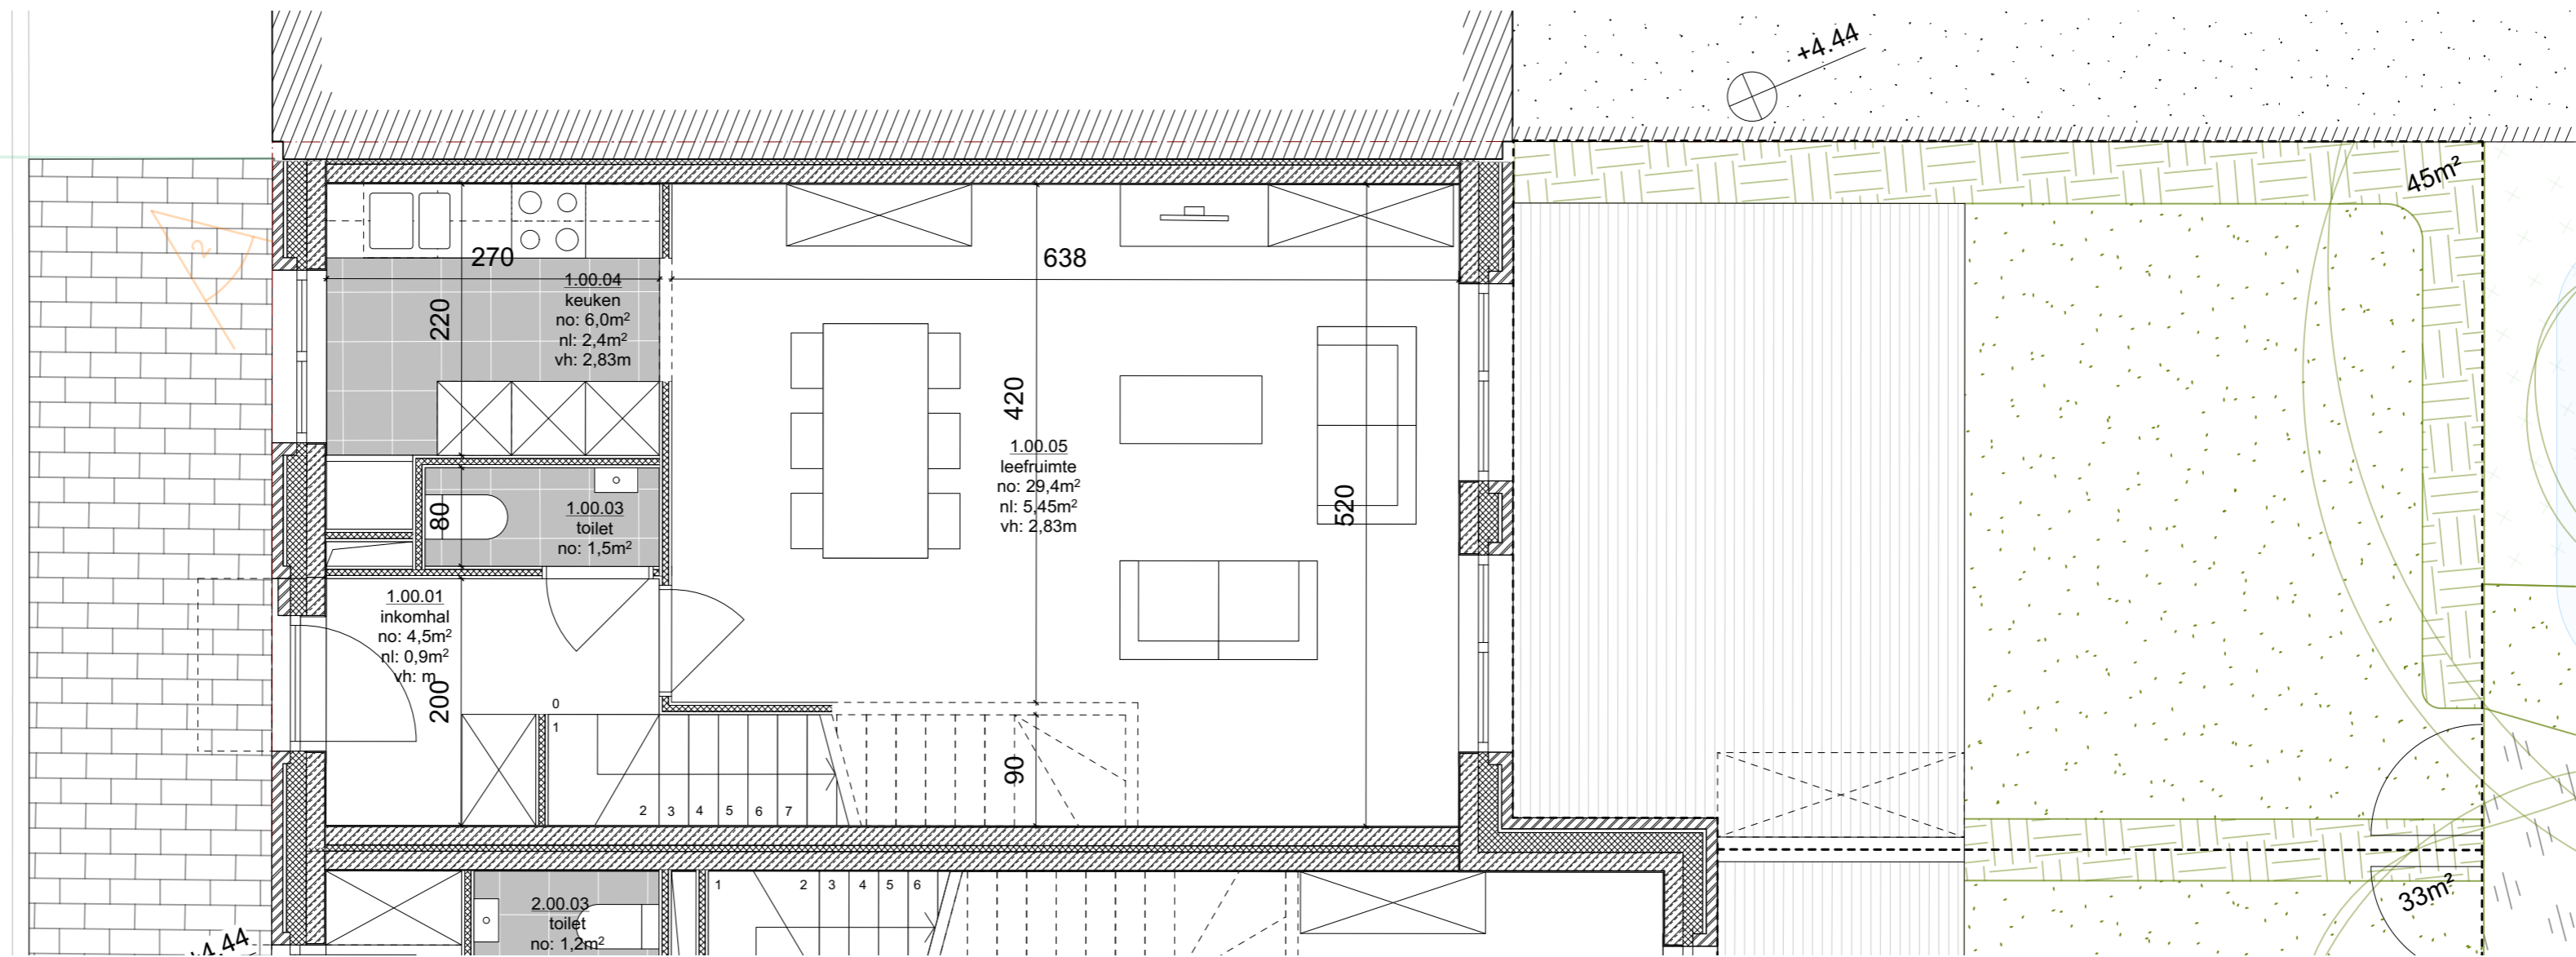 +4.44
45m²
2
270
638
1.00.04
keuken
no: 6,0m²
nl: 2,4m²
vh: 2,83m
220
420
1.00.05
leefruimte
no: 29,4m²
nl: 5,45m²
vh: 2,83m
520
80
1.00.03
toilet
no: 1,5m²
1.00.01
inkomhal
no: 4,5m²
nl: 0,9m²
vh: m
200
0
1
2 3 4 5 6 7
90
1 2 3 4 5 6
2.00.03
toilet
no: 1,2m²
33m²
+4.44